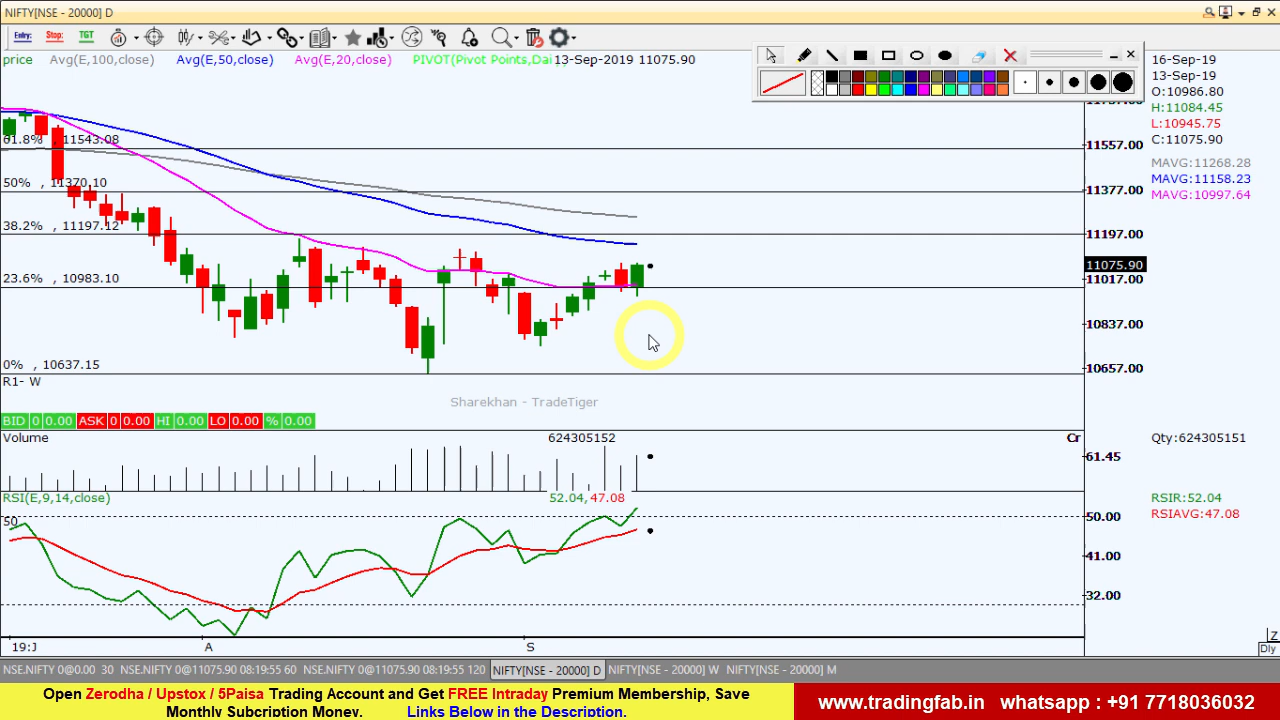 NIFTY[NSE - 20000] D
Entry: Stop: TGT
price Avg(E,100,close) Avg(E,50,close) Avg(E,20,close) PIVOT(Pivot Points,Dai 13-Sep-2019 11075.90
16-Sep-19
13-Sep-19
O:10986.80
H:11084.45
L:10945.75
C:11075.90
MAVG:11268.28
MAVG:11158.23
MAVG:10997.64
61.8% , 11543.08
50% , 11370.10
38.2% , 11197.12
23.6% , 10983.10
0% , 10637.15
R1- W
11557.00
11377.00
11197.00
11075.90
11017.00
10837.00
10657.00
Sharekhan - TradeTiger
BID 0 0.00 ASK 0 0.00 HI 0.00 LO 0.00 % 0.00
Volume 624305152 Cr
Qty:624305151
61.45
RSI(E,9,14,close) 52.04, 47.08
RSIR:52.04
RSIAVG:47.08
50
50.00
41.00
32.00
19:J A S
Z
Dly
NSE.NIFTY 0@0.00 30 NSE.NIFTY 0@11075.90 08:19:55 60 NSE.NIFTY 0@11075.90 08:19:55 120 NIFTY[NSE - 20000] D NIFTY[NSE - 20000] W NIFTY[NSE - 20000] M
Open Zerodha / Upstox / 5Paisa Trading Account and Get FREE Intraday Premium Membership, Save
Monthly Subcription Money. Links Below in the Description.
www.tradingfab.in whatsapp : +91 7718036032